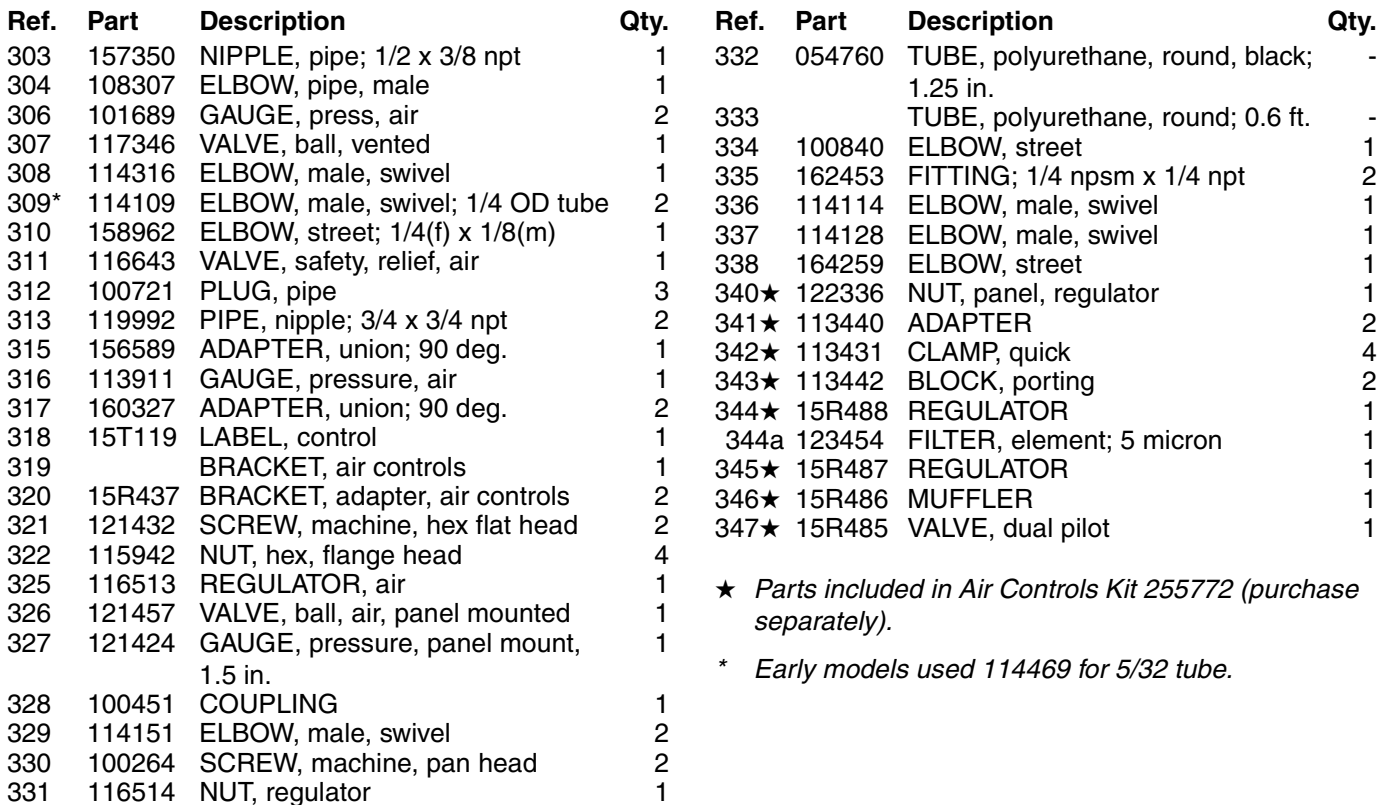 Ref. Part Description Qty.
303 157350 NIPPLE, pipe; 1/2 x 3/8 npt 1
304 108307 ELBOW, pipe, male 1
306 101689 GAUGE, press, air 2
307 117346 VALVE, ball, vented 1
308 114316 ELBOW, male, swivel 1
309* 114109 ELBOW, male, swivel; 1/4 OD tube 2
310 158962 ELBOW, street; 1/4(f) x 1/8(m) 1
311 116643 VALVE, safety, relief, air 1
312 100721 PLUG, pipe 3
313 119992 PIPE, nipple; 3/4 x 3/4 npt 2
315 156589 ADAPTER, union; 90 deg. 1
316 113911 GAUGE, pressure, air 1
317 160327 ADAPTER, union; 90 deg. 2
318 15T119 LABEL, control 1
319 BRACKET, air controls 1
320 15R437 BRACKET, adapter, air controls 2
321 121432 SCREW, machine, hex flat head 2
322 115942 NUT, hex, flange head 4
325 116513 REGULATOR, air 1
326 121457 VALVE, ball, air, panel mounted 1
327 121424 GAUGE, pressure, panel mount, 1
1.5 in.
328 100451 COUPLING 1
329 114151 ELBOW, male, swivel 2
330 100264 SCREW, machine, pan head 2
331 116514 NUT, regulator 1
Ref. Part Description Qty.
332 054760 TUBE, polyurethane, round, black; -
1.25 in.
333 TUBE, polyurethane, round; 0.6 ft. -
334 100840 ELBOW, street 1
335 162453 FITTING; 1/4 npsm x 1/4 npt 2
336 114114 ELBOW, male, swivel 1
337 114128 ELBOW, male, swivel 1
338 164259 ELBOW, street 1
340★ 122336 NUT, panel, regulator 1
341★ 113440 ADAPTER 2
342★ 113431 CLAMP, quick 4
343★ 113442 BLOCK, porting 2
344★ 15R488 REGULATOR 1
344a 123454 FILTER, element; 5 micron 1
345★ 15R487 REGULATOR 1
346★ 15R486 MUFFLER 1
347★ 15R485 VALVE, dual pilot 1
★ Parts included in Air Controls Kit 255772 (purchase
separately).
* Early models used 114469 for 5/32 tube.